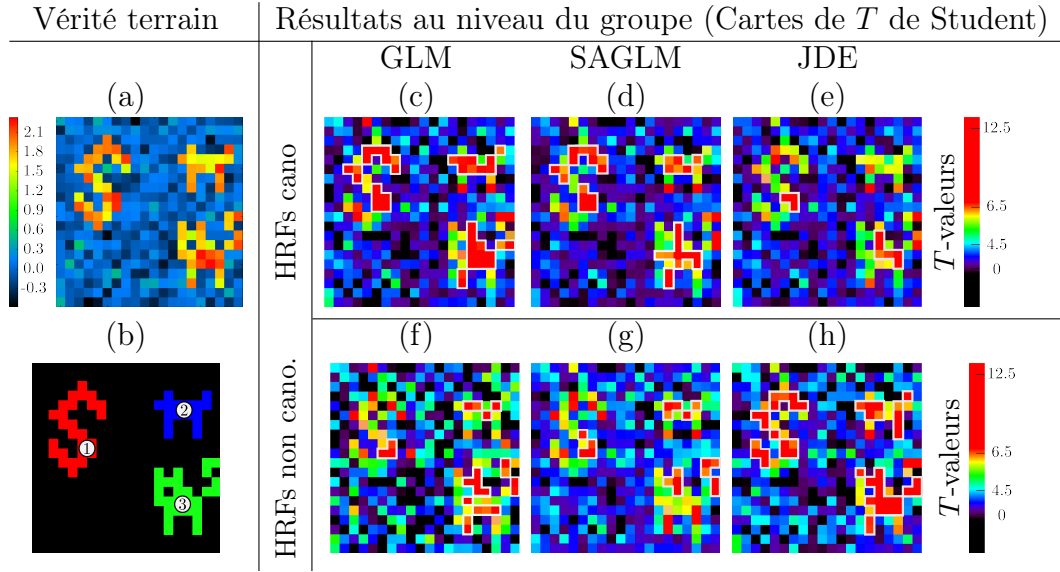 Vérité terrain
Résultats au niveau du groupe (Cartes de T de Student)
GLM
SAGLM
JDE
(a)
(c)
(d)
(e)
2.1
1.8
1.5
1.2
0.9
0.6
0.3
0.0
-0.3
HRFs cano
T-valeurs
12.5
6.5
4.5
0
(b)
(f)
(g)
(h)
1
2
3
HRFs non cano.
T-valeurs
12.5
6.5
4.5
0